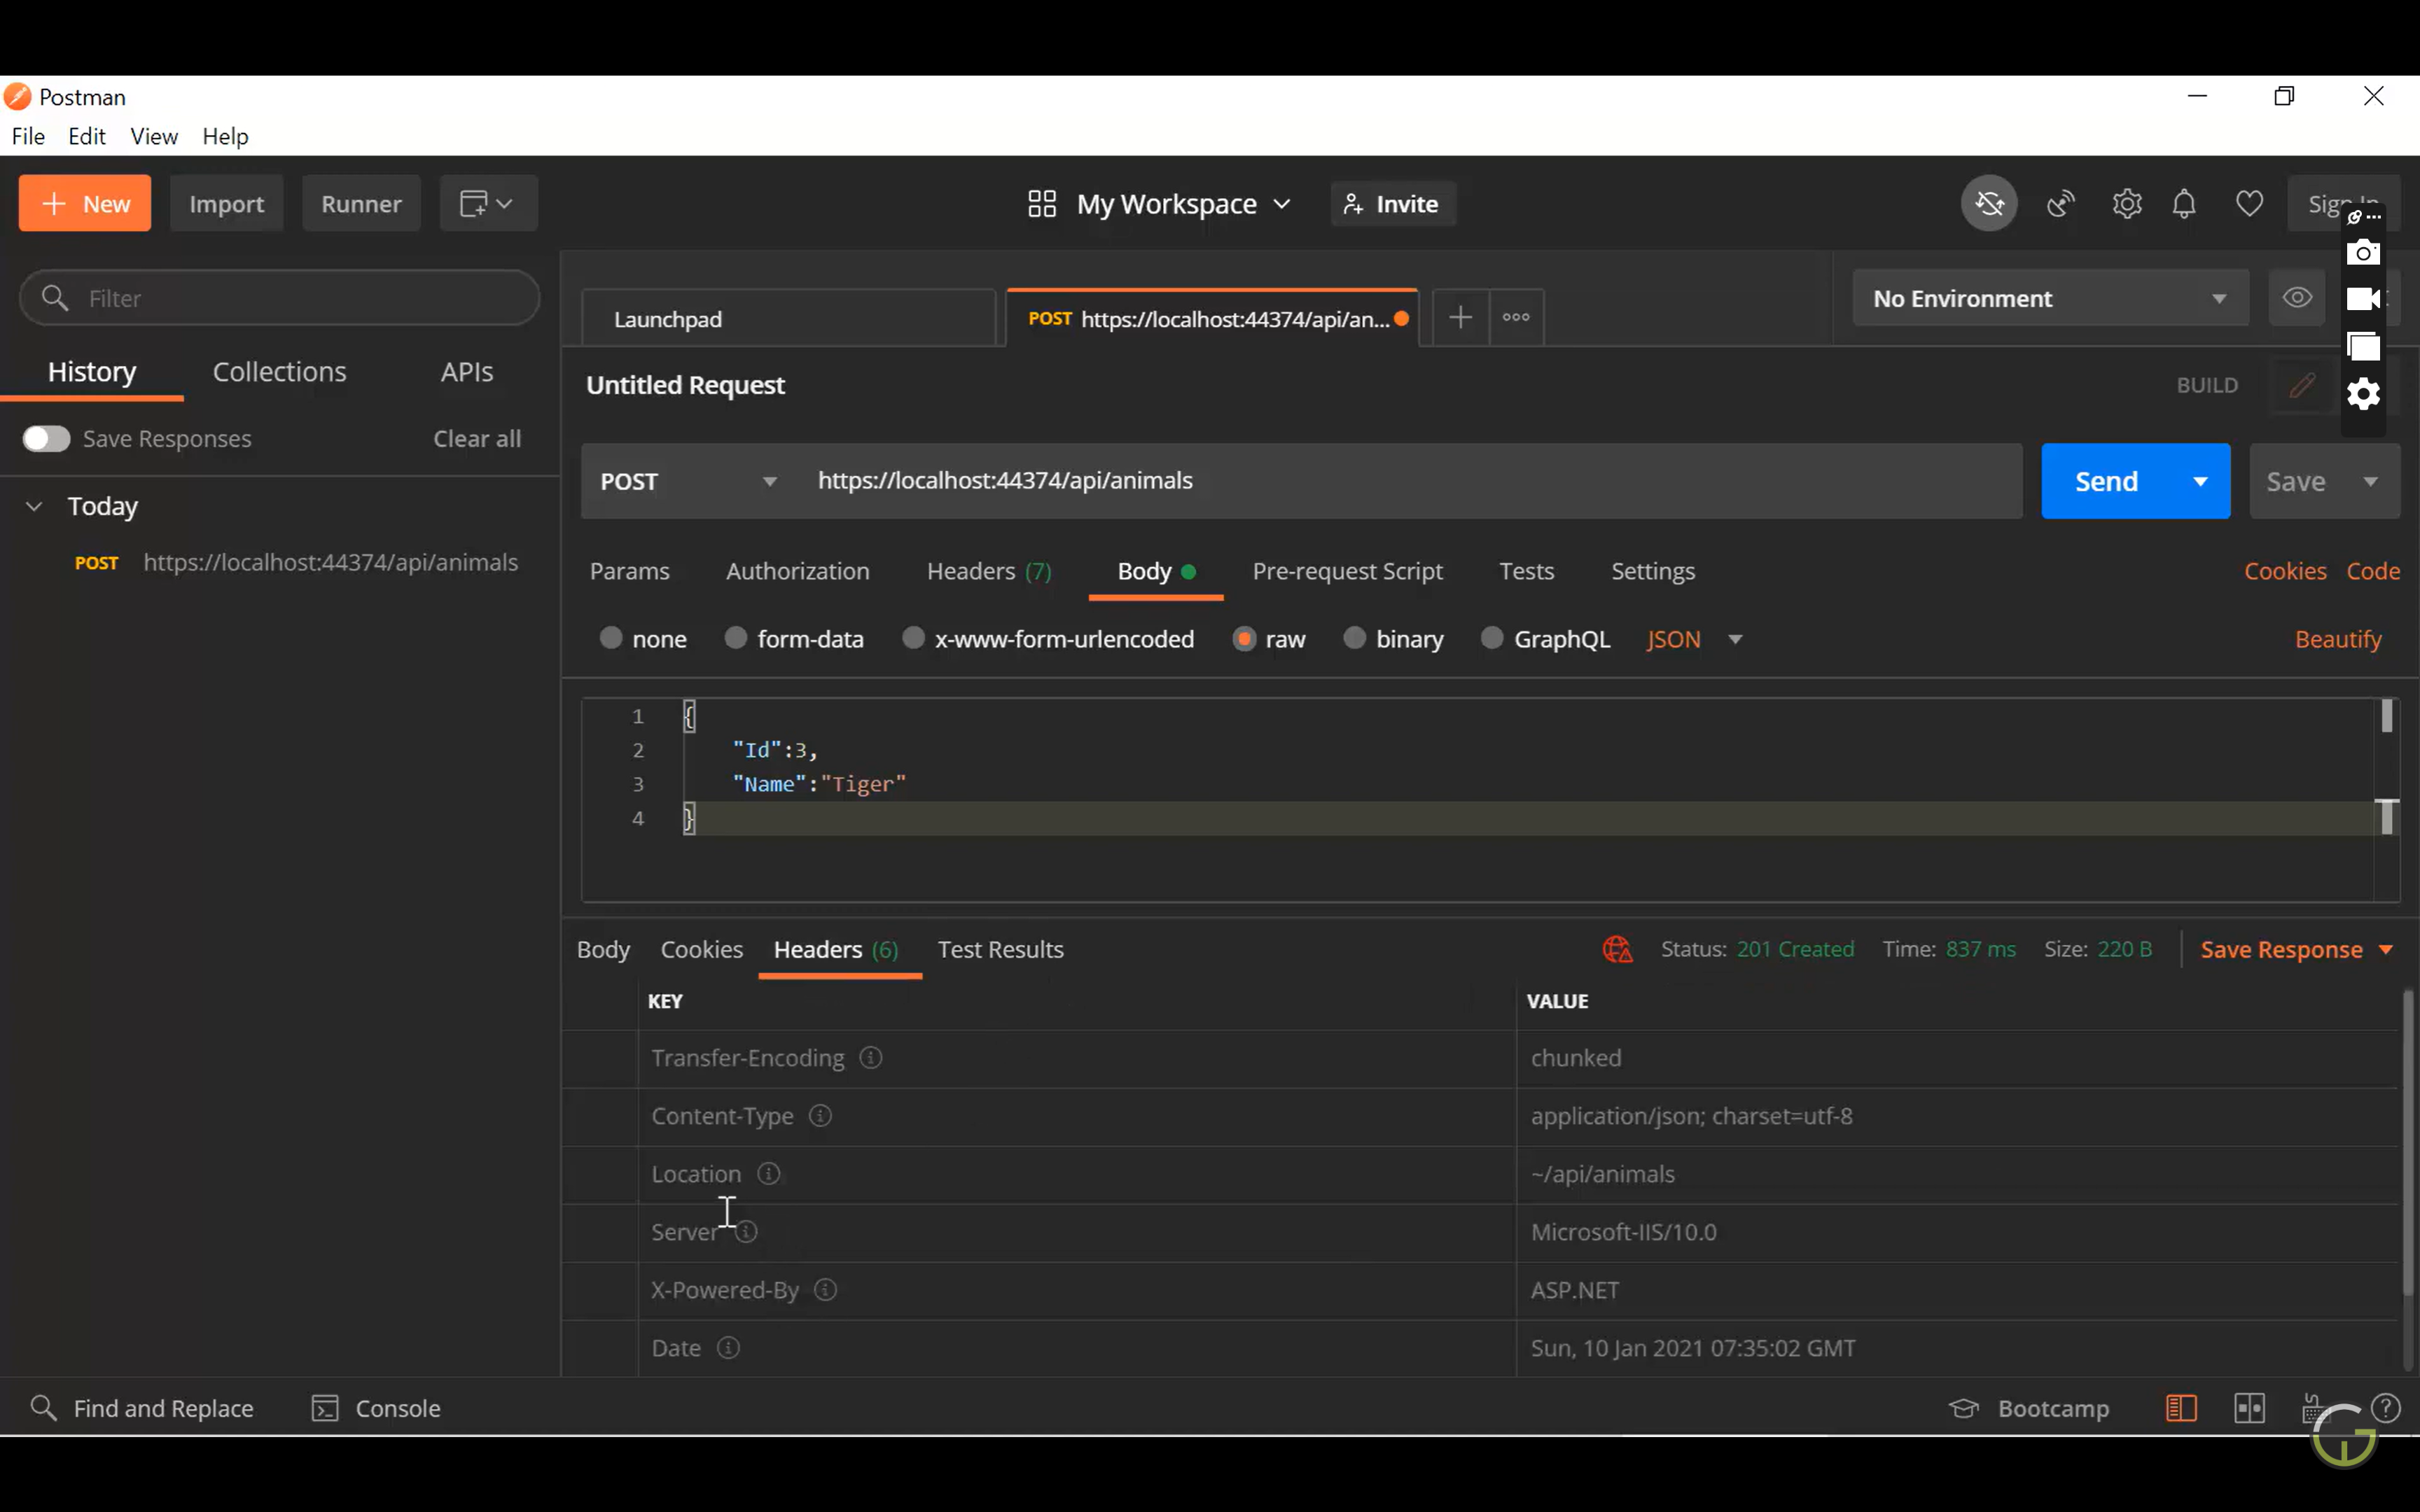 Postman
File Edit View Help
New Import Runner My Workspace Invite
Filter
Launchpad POST https://localhost:44374/api/an... No Environment
History Collections APIs
Untitled Request BUILD
Save Responses Clear all
POST https://localhost:44374/api/animals Send Save
Today
POST https://localhost:44374/api/animals
Params Authorization Headers (7) Body Pre-request Script Tests Settings Cookies Code
none form-data x-www-form-urlencoded raw binary GraphQL JSON Beautify
1 {
2 "Id":3,
3 "Name":"Tiger"
4 }
Body Cookies Headers (6) Test Results Status: 201 Created Time: 837 ms Size: 220 B Save Response
KEY VALUE
Transfer-Encoding chunked
Content-Type application/json; charset=utf-8
Location ~/api/animals
Server Microsoft-IIS/10.0
X-Powered-By ASP.NET
Date Sun, 10 Jan 2021 07:35:02 GMT
Find and Replace Console Bootcamp